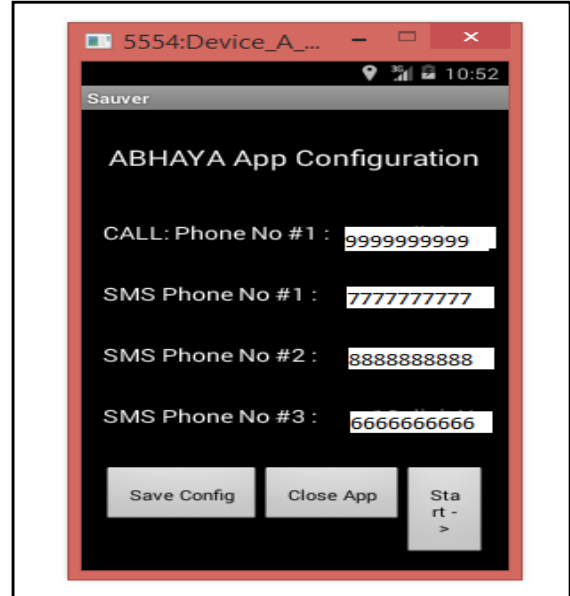 5554:Device_A_...
3G 10:52
Sauver
ABHAYA App Configuration
CALL: Phone No #1 : 9999999999
SMS Phone No #1 : 7777777777
SMS Phone No #2 : 8888888888
SMS Phone No #3 : 6666666666
Save Config Close App Sta
rt -
>